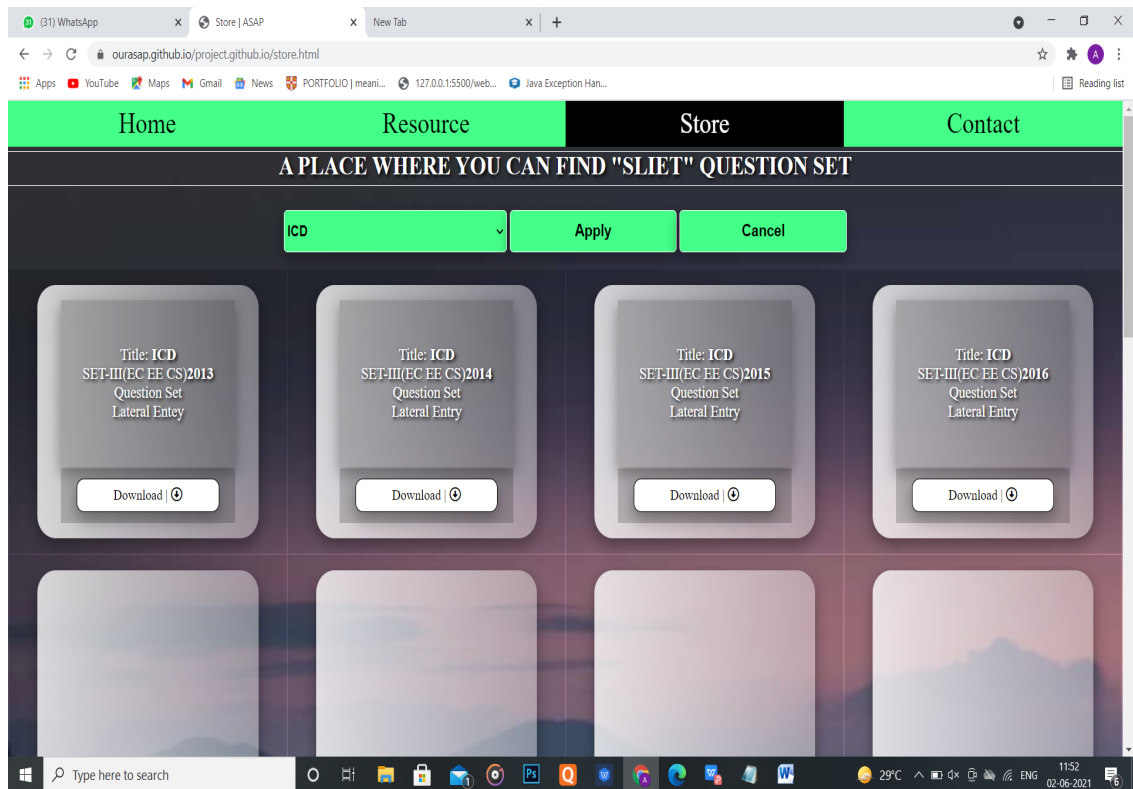 (31) WhatsApp
Store | ASAP
New Tab
ourasap.github.io/project.github.io/store.html
A
Apps
YouTube
Maps
Gmail
News
PORTFOLIO | meani...
127.0.0.1:5500/web...
Java Exception Han...
Reading list
Home
Resource
Store
Contact
A PLACE WHERE YOU CAN FIND "SLIET" QUESTION SET
ICD
Apply
Cancel
Title: ICD
SET-III(EC EE CS)2013
Question Set
Lateral Entey
Download |
Title: ICD
SET-III(EC EE CS)2014
Question Set
Lateral Entry
Download |
Title: ICD
SET-III(EC EE CS)2015
Question Set
Lateral Entry
Download |
Title: ICD
SET-III(EC EE CS)2016
Question Set
Lateral Entry
Download |
Type here to search
Ps
29°C
ENG
11:52
02-06-2021
6